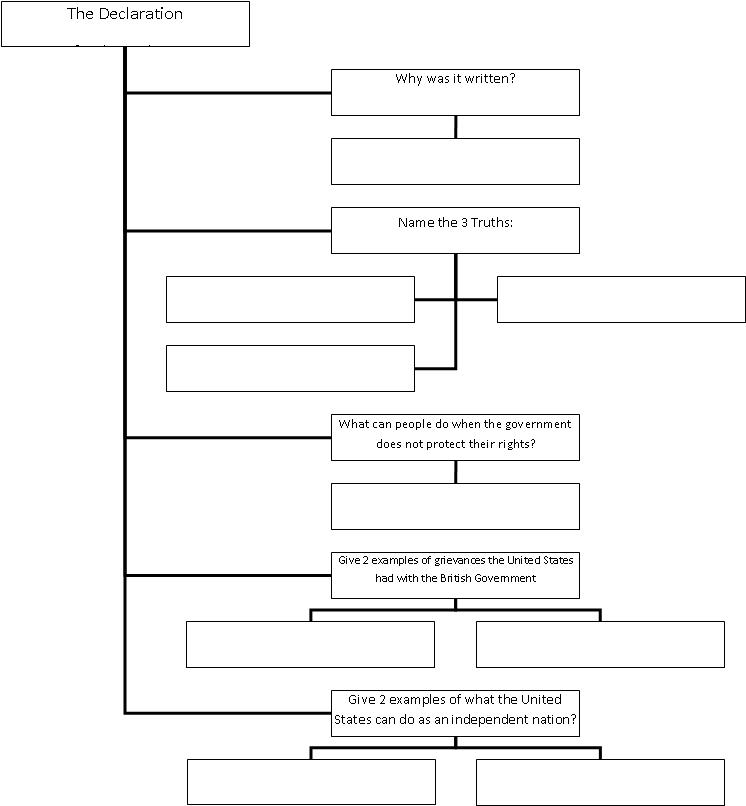 The Declaration
Why was it written?
Name the 3 Truths:
What can people do when the government
does not protect their rights?
Give 2 examples of grievances the United States
had with the British Government
Give 2 examples of what the United
States can do as an independent nation?